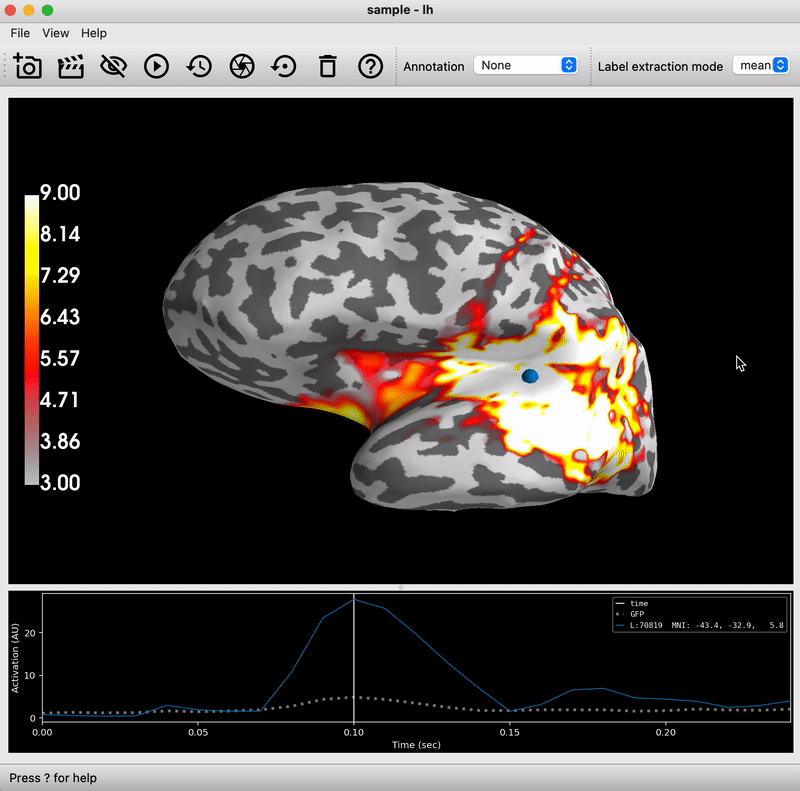 sample - lh
File View Help
Annotation None Label extraction mode mean
9.00
8.14
7.29
6.43
5.57
4.71
3.86
3.00
time
GFP
L:70819 MNI: -43.4, -32.9, 5.8
Activation (AU)
20
10
0
0.00 0.05 0.10 0.15 0.20
Time (sec)
Press ? for help